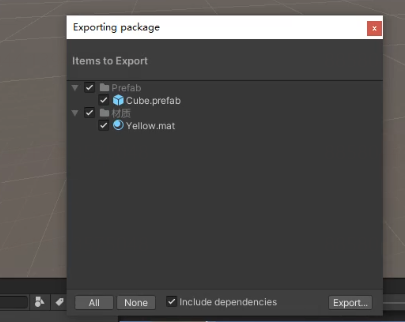 Exporting package
x
Items to Export
Prefab
Cube.prefab
材质
Yellow.mat
All None Include dependencies Export...